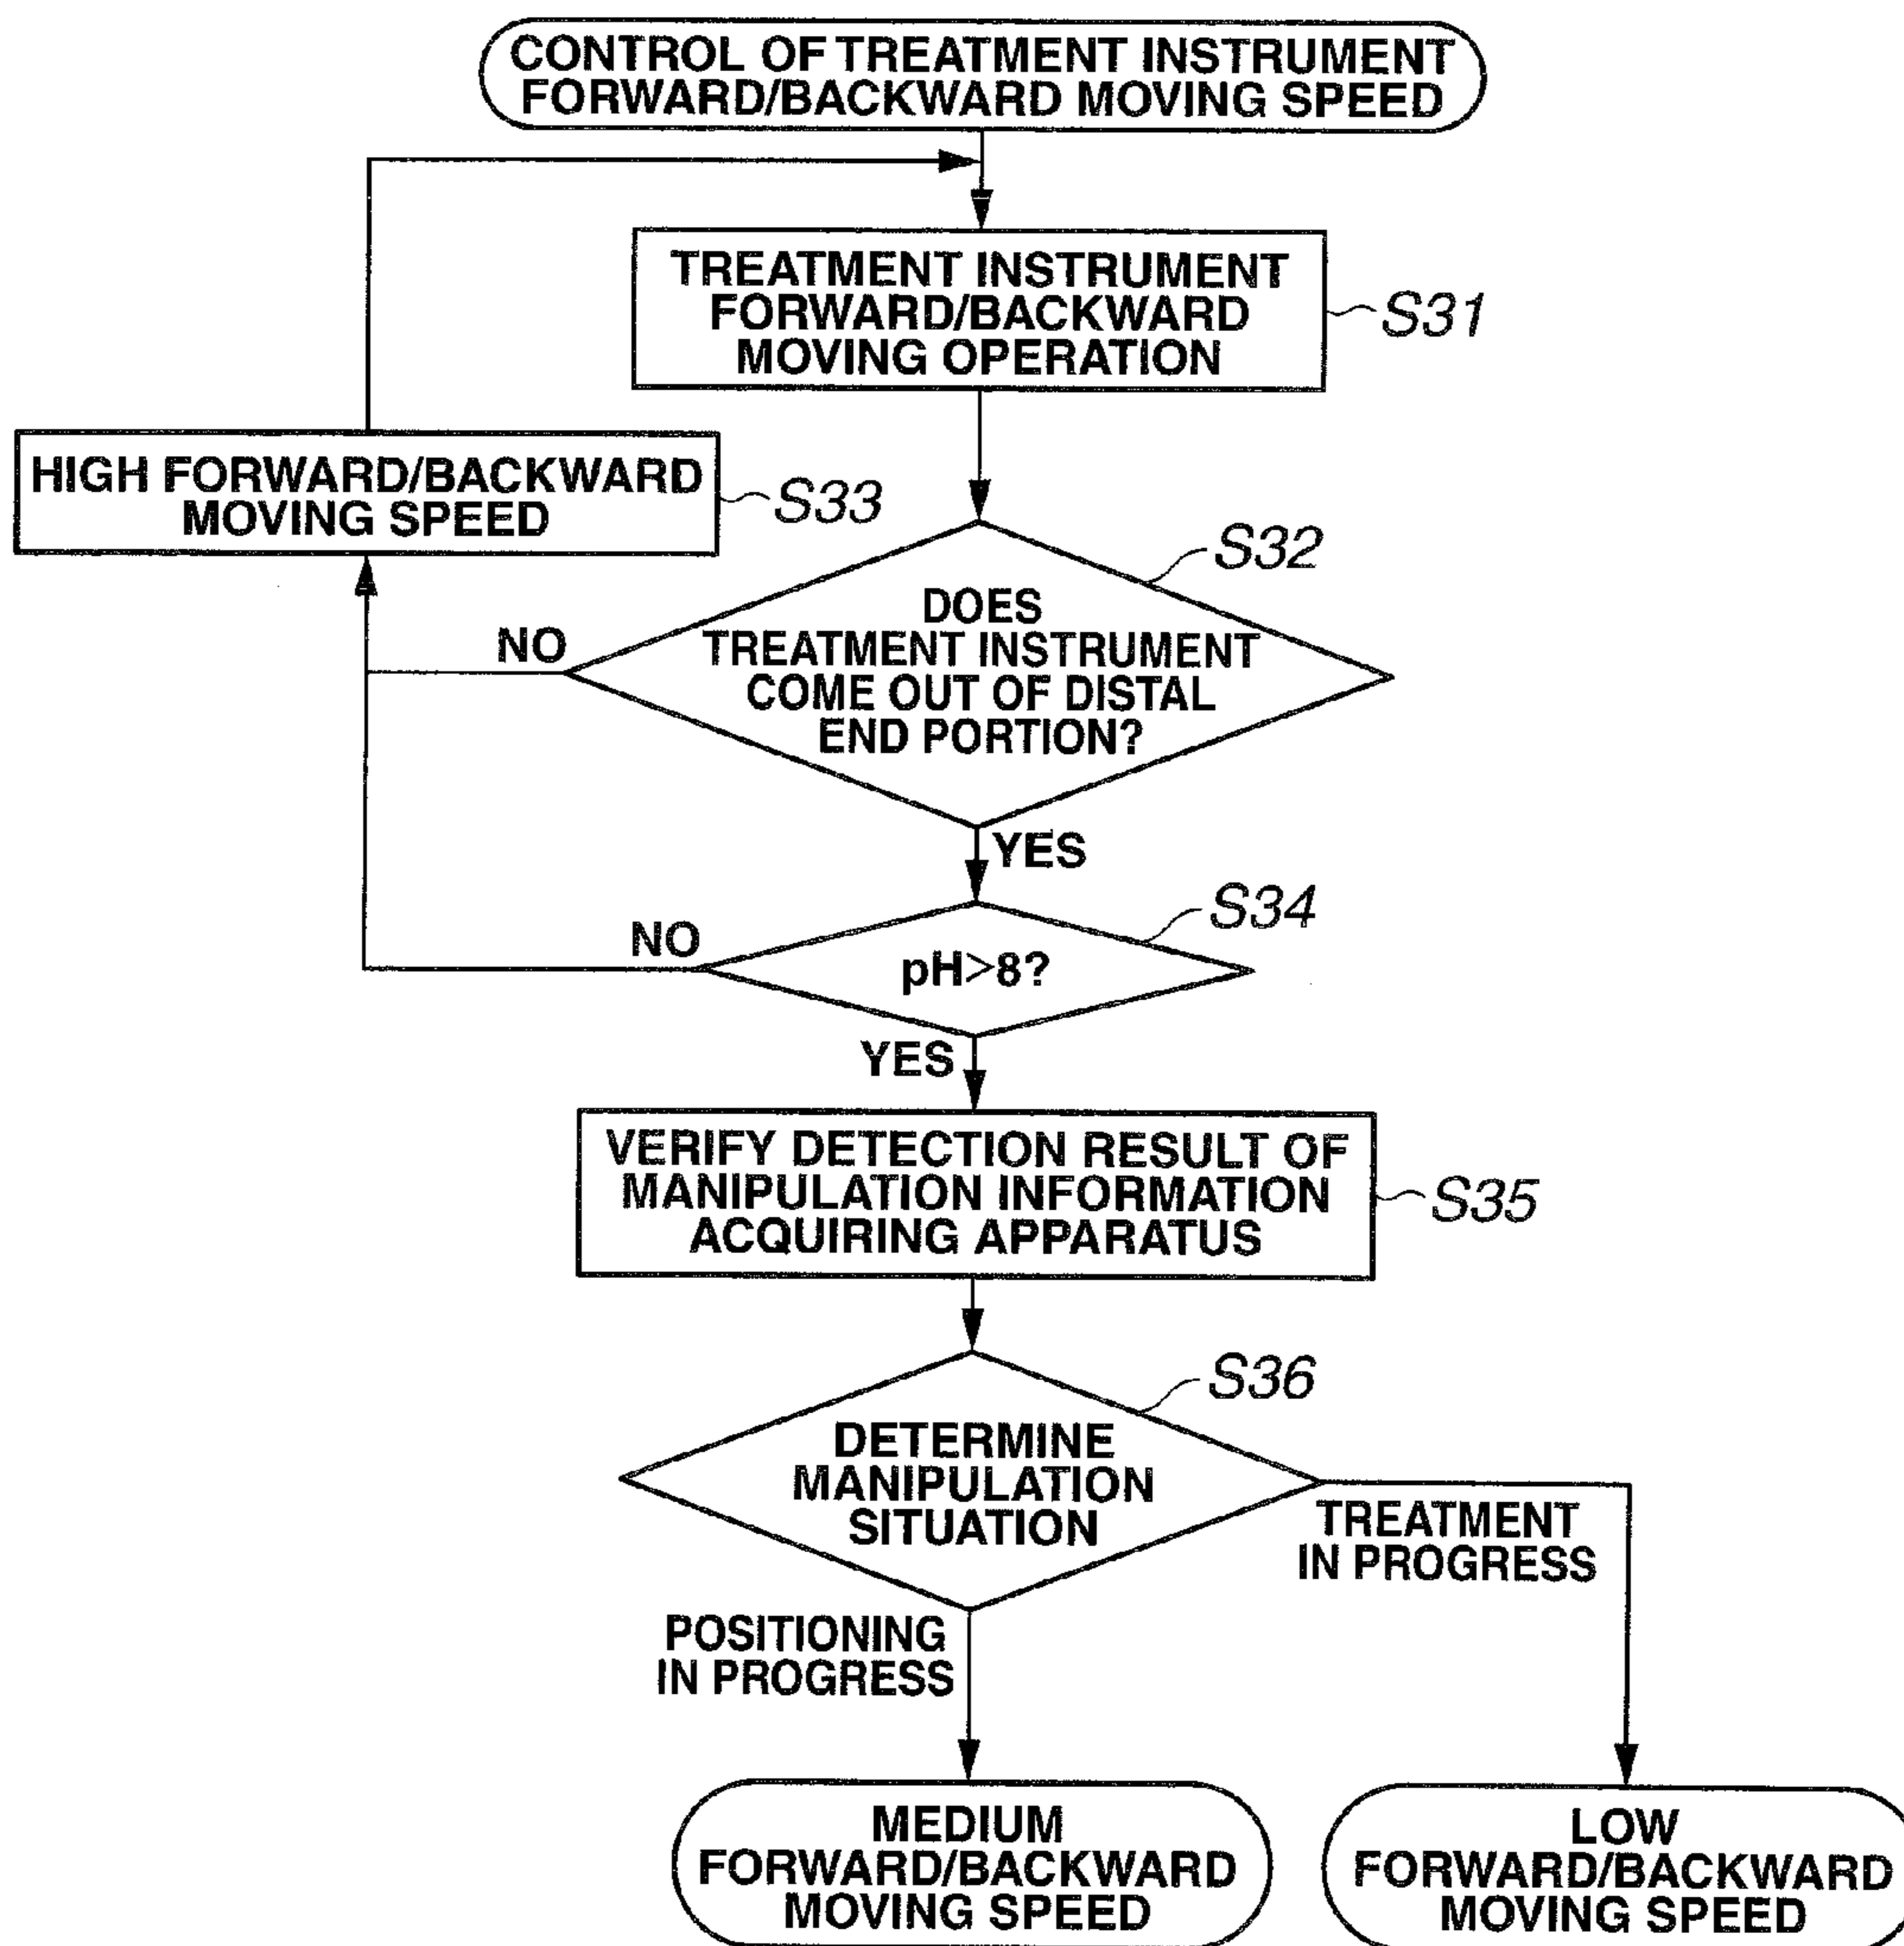 CONTROL OF TREATMENT INSTRUMENT
FORWARD/BACKWARD MOVING SPEED
TREATMENT INSTRUMENT
FORWARD/BACKWARD
MOVING OPERATION
S31
HIGH FORWARD/BACKWARD
MOVING SPEED
S33
S32
DOES
TREATMENT INSTRUMENT
COME OUT OF DISTAL
END PORTION?
NO
YES
S34
NO
pH>8?
YES
VERIFY DETECTION RESULT OF
MANIPULATION INFORMATION
ACQUIRING APPARATUS
S35
S36
DETERMINE
MANIPULATION
SITUATION
TREATMENT
IN PROGRESS
POSITIONING
IN PROGRESS
MEDIUM
FORWARD/BACKWARD
MOVING SPEED
LOW
FORWARD/BACKWARD
MOVING SPEED